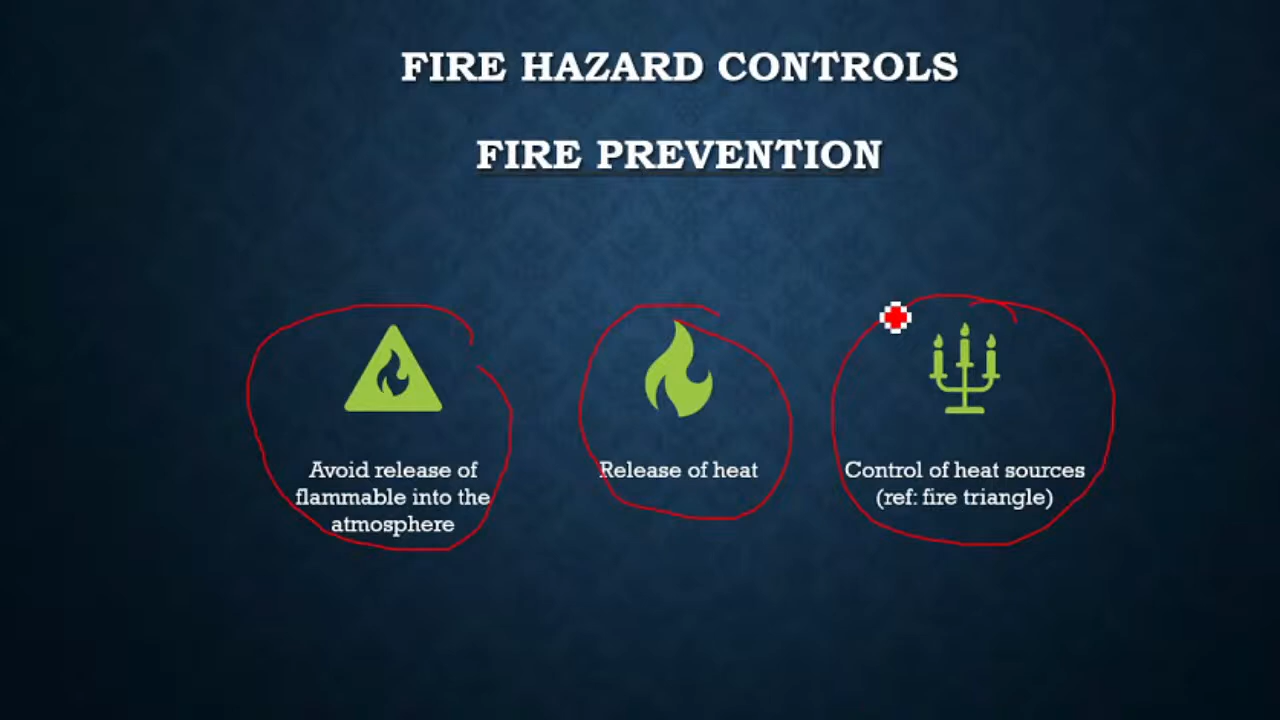 FIRE HAZARD CONTROLS
FIRE PREVENTION
Avoid release of
flammable into the
atmosphere
Release of heat
Control of heat sources
(ref: fire triangle)